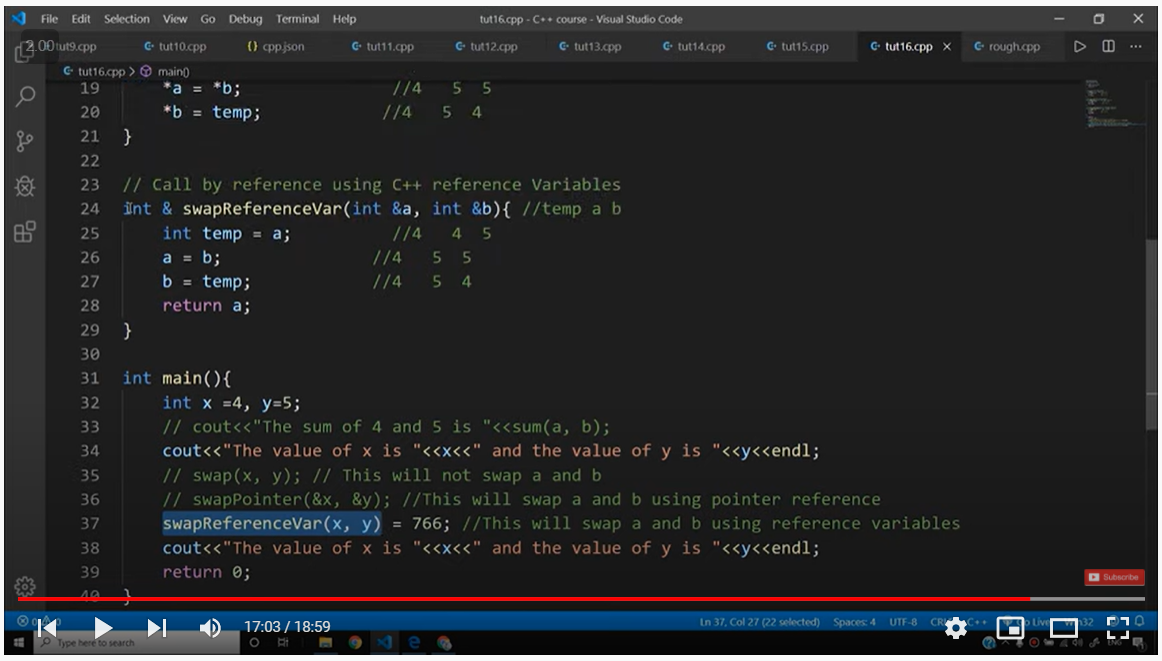 File Edit Selection View Go Debug Terminal Help tut16.cpp - C++ course - Visual Studio Code
2.00 tut9.cpp tut10.cpp {} cpp.json tut11.cpp tut12.cpp tut13.cpp tut14.cpp tut15.cpp tut16.cpp rough.cpp
tut16.cpp > main()
19 *a = *b; //4 5 5
20 *b = temp; //4 5 4
21 }
22
23 // Call by reference using C++ reference Variables
24 int & swapReferenceVar(int &a, int &b){ //temp a b
25 int temp = a; //4 4 5
26 a = b; //4 5 5
27 b = temp; //4 5 4
28 return a;
29 }
30
31 int main(){
32 int x =4, y=5;
33 // cout<<"The sum of 4 and 5 is "<<sum(a, b);
34 cout<<"The value of x is "<<x<<" and the value of y is "<<y<<endl;
35 // swap(x, y); // This will not swap a and b
36 // swapPointer(&x, &y); //This will swap a and b using pointer reference
37 swapReferenceVar(x, y) = 766; //This will swap a and b using reference variables
38 cout<<"The value of x is "<<x<<" and the value of y is "<<y<<endl;
39 return 0;
40 }
Subscribe
Ln 37, Col 27 (22 selected) Spaces: 4 UTF-8 C++ Live
17:03 / 18:59
Type here to search ENG